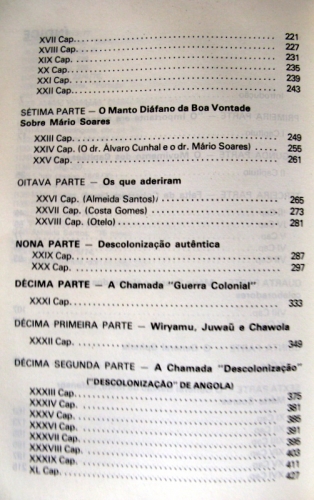 XVII Cap. 221
XVIII Cap. 227
XIX Cap. 231
XX Cap. 235
XXI Cap. 239
XXII Cap. 243
SÉTIMA PARTE — O Manto Diáfano da Boa Vontade
Sobre Mário Soares
XXIII Cap. 249
XXIV Cap. (O dr. Álvaro Cunhal e o dr. Mário Soares) 255
XXV Cap. 261
OITAVA PARTE — Os que aderiram
XXVI Cap. (Almeida Santos) 265
XXVII Cap. (Costa Gomes) 273
XXVIII Cap. (Otelo) 281
NONA PARTE — Descolonização autêntica
XXIX Cap. 287
XXX Cap. 297
DÉCIMA PARTE — A Chamada "Guerra Colonial"
XXXI Cap. 333
DÉCIMA PRIMEIRA PARTE — Wiryamu, Juwaü e Chawola
XXXII Cap. 349
DÉCIMA SEGUNDA PARTE — A Chamada "Descolonização"
("DESCOLONIZAÇÃO" DE ANGOLA)
XXXIII Cap. 375
XXXIV Cap. 381
XXXV Cap. 385
XXXVI Cap. 391
XXXVII Cap. 395
XXXVIII Cap. 403
XXXIX Cap. 411
XL Cap. 427